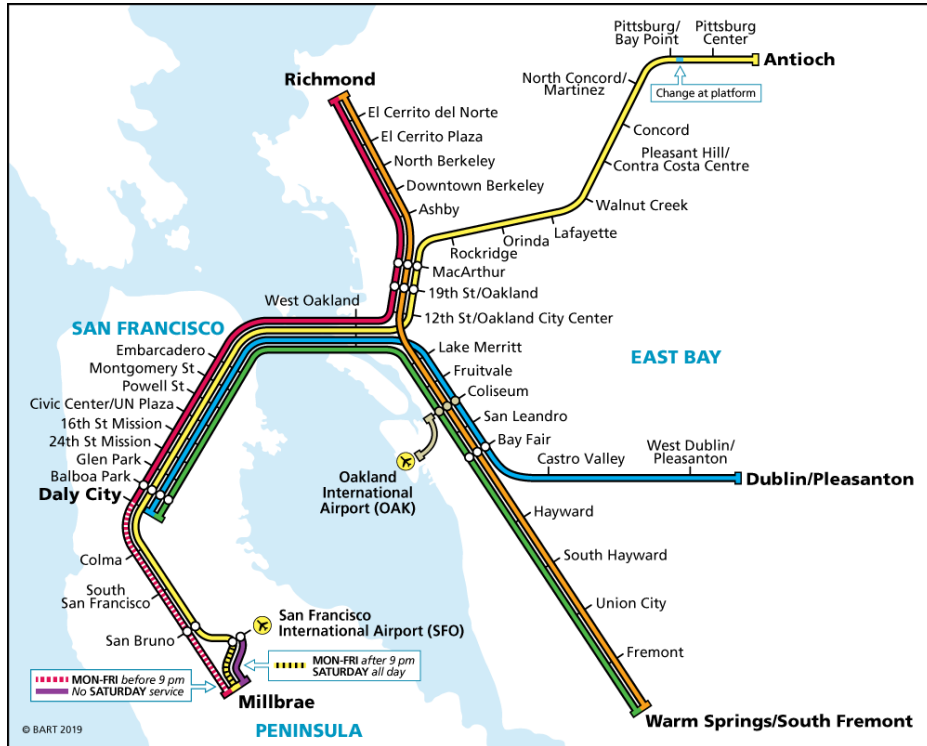 Pittsburg/
Bay Point
Pittsburg
Center
Antioch
Change at platform
North Concord/
Martinez
Concord
Pleasant Hill/
Contra Costa Centre
Walnut Creek
Lafayette
Orinda
Rockridge
Richmond
El Cerrito del Norte
El Cerrito Plaza
North Berkeley
Downtown Berkeley
Ashby
MacArthur
19th St/Oakland
12th St/Oakland City Center
West Oakland
SAN FRANCISCO
Embarcadero
Montgomery St
Powell St
Civic Center/UN Plaza
16th St Mission
24th St Mission
Glen Park
Balboa Park
Daly City
EAST BAY
Lake Merritt
Fruitvale
Coliseum
San Leandro
Bay Fair
Oakland
International
Airport (OAK)
Castro Valley
West Dublin/
Pleasanton
Dublin/Pleasanton
Hayward
South Hayward
Union City
Fremont
Warm Springs/South Fremont
Colma
South
San Francisco
San Bruno
San Francisco
International Airport (SFO)
MON-FRI after 9 pm
SATURDAY all day
MON-FRI before 9 pm
No SATURDAY service
Millbrae
PENINSULA
© BART 2019